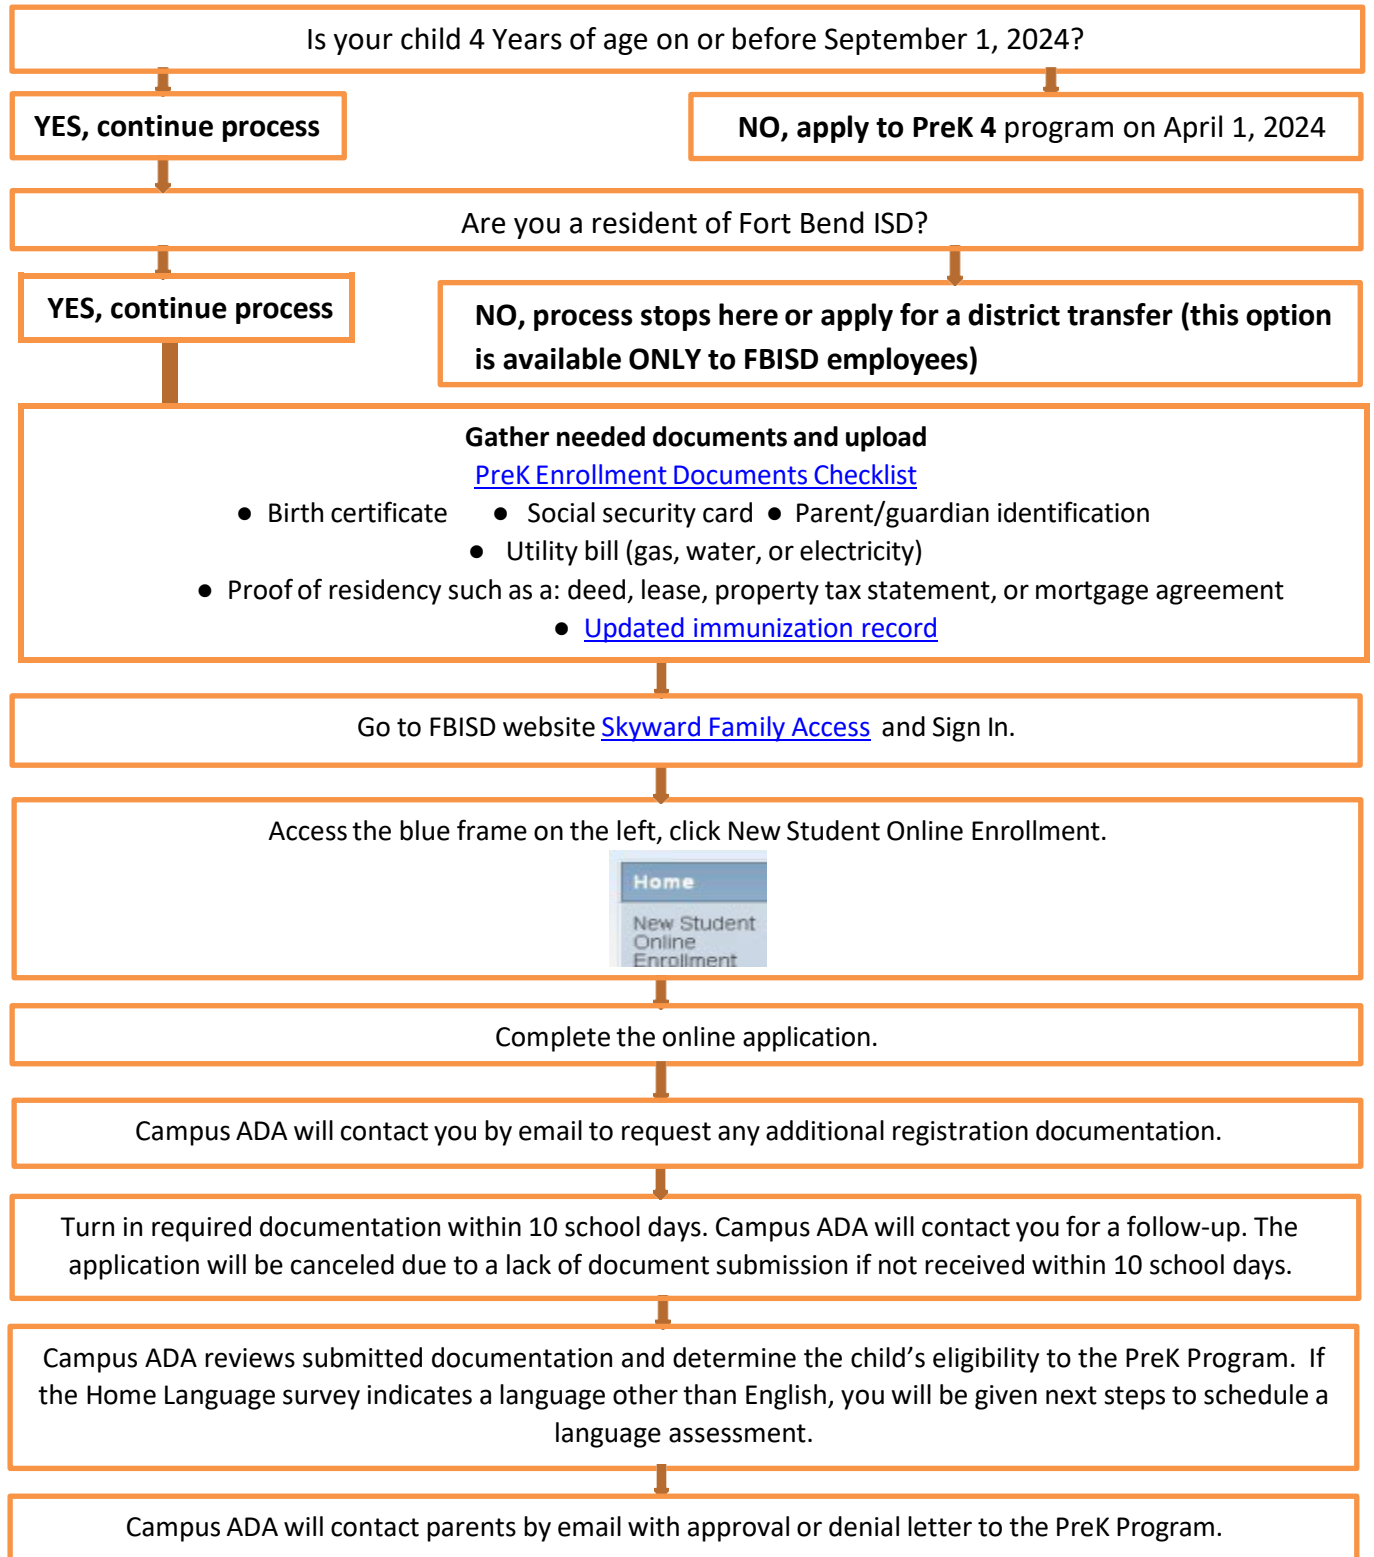 Is your child 4 Years of age on or before September 1, 2024?
YES, continue process
NO, apply to PreK 4 program on April 1, 2024
Are you a resident of Fort Bend ISD?
YES, continue process
NO, process stops here or apply for a district transfer (this option
is available ONLY to FBISD employees)
Gather needed documents and upload
PreK Enrollment Documents Checklist
● Birth certificate ● Social security card ● Parent/guardian identification
● Utility bill (gas, water, or electricity)
● Proof of residency such as a: deed, lease, property tax statement, or mortgage agreement
● Updated immunization record
Go to FBISD website Skyward Family Access and Sign In.
Access the blue frame on the left, click New Student Online Enrollment.
Home
New Student
Online
Enrollment
Complete the online application.
Campus ADA will contact you by email to request any additional registration documentation.
Turn in required documentation within 10 school days. Campus ADA will contact you for a follow-up. The
application will be canceled due to a lack of document submission if not received within 10 school days.
Campus ADA reviews submitted documentation and determine the child’s eligibility to the PreK Program. If
the Home Language survey indicates a language other than English, you will be given next steps to schedule a
language assessment.
Campus ADA will contact parents by email with approval or denial letter to the PreK Program.